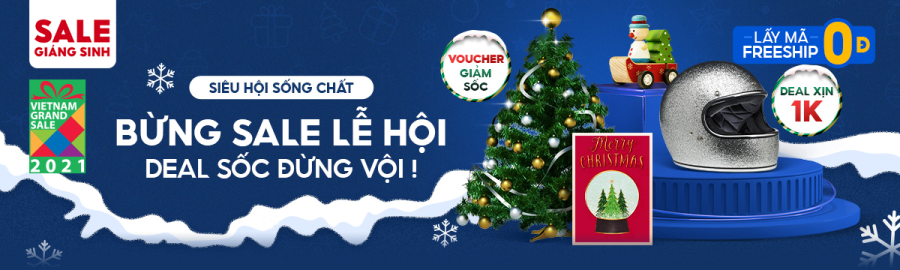 SALE
GIÁNG SINH
VIETNAM
GRAND
SALE
2021
SIÊU HỘI SỐNG CHẤT
BỪNG SALE LỄ HỘI
DEAL SỐC ĐỪNG VỘI !
VOUCHER
GIẢM
SỐC
Merry
CHRISTMAS
LẤY MÃ
FREESHIP
0Đ
DEAL XỊN
1K